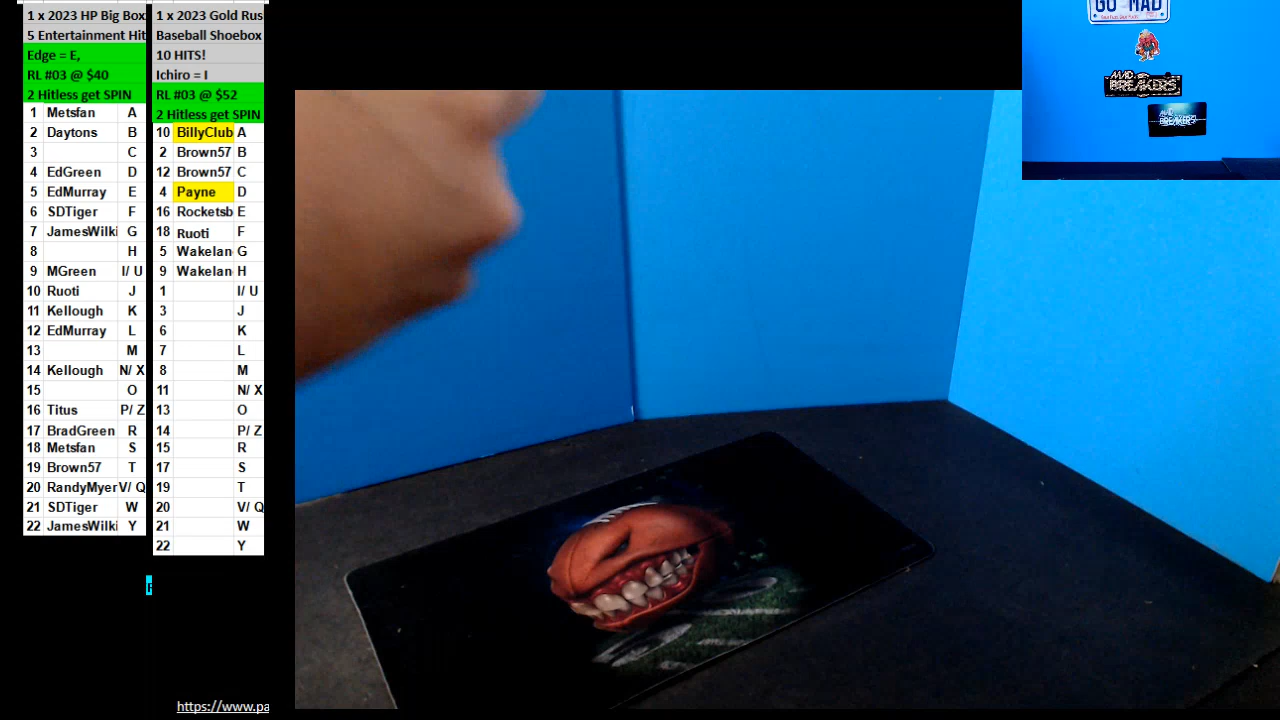 1 x 2023 HP Big Box
5 Entertainment Hit
Edge = E,
RL #03 @ $40
2 Hitless get SPIN
1 Metsfan A
2 Daytons B
3 C
4 EdGreen D
5 EdMurray E
6 SDTiger F
7 JamesWilki G
8 H
9 MGreen I/ U
10 Ruoti J
11 Kellough K
12 EdMurray L
13 M
14 Kellough N/ X
15 O
16 Titus P/ Z
17 BradGreen R
18 Metsfan S
19 Brown57 T
20 RandyMyer V/ Q
21 SDTiger W
22 JamesWilki Y
1 x 2023 Gold Rus
Baseball Shoebox
10 HITS!
Ichiro = I
RL #03 @ $52
2 Hitless get SPIN
10 BillyClub A
2 Brown57 B
12 Brown57 C
4 Payne D
16 Rocketsb E
18 Ruoti F
5 Wakelan G
9 Wakelan H
1 I/ U
3 J
6 K
7 L
8 M
11 N/ X
13 O
14 P/ Z
15 R
17 S
19 T
20 V/ Q
21 W
22 Y
https://www.pa
GO MAD
MAD
BREAKERS
MAD
BREAKERS